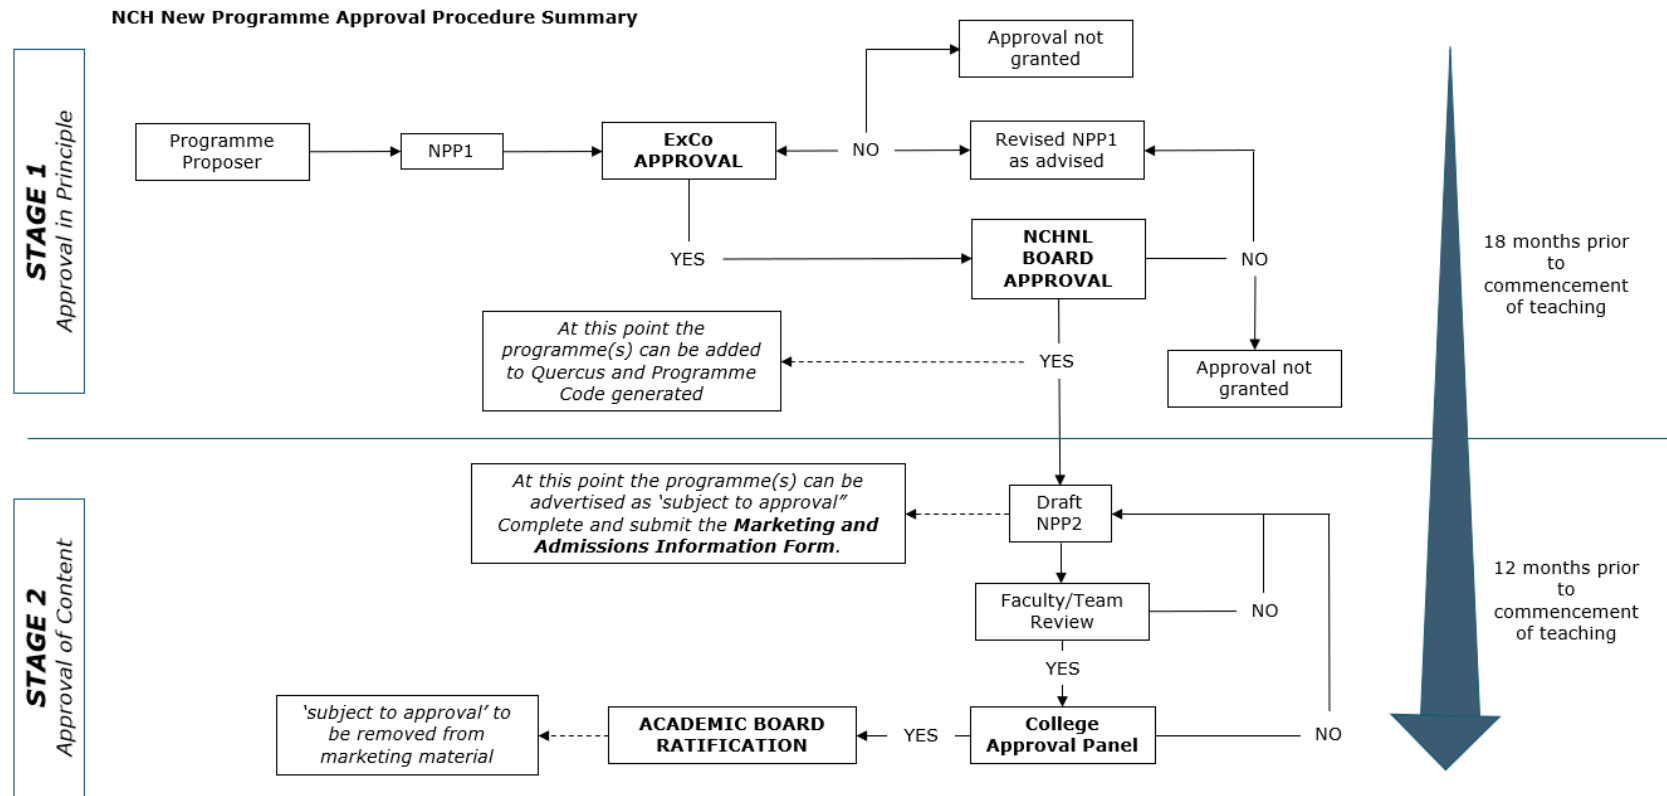 NCH New Programme Approval Procedure Summary
STAGE 1
Approval in Principle
Approval not
granted
Programme
Proposer
NPP1
ExCo
APPROVAL
NO
Revised NPP1
as advised
YES
NCHNL
BOARD
APPROVAL
NO
18 months prior
to
commencement
of teaching
At this point the
programme(s) can be added
to Quercus and Programme
Code generated
YES
Approval not
granted
STAGE 2
Approval of Content
At this point the programme(s) can be
advertised as ‘subject to approval”
Complete and submit the Marketing and
Admissions Information Form.
Draft
NPP2
Faculty/Team
Review
NO
12 months prior
to
commencement
of teaching
YES
‘subject to approval’ to
be removed from
marketing material
ACADEMIC BOARD
RATIFICATION
YES
College
Approval Panel
NO